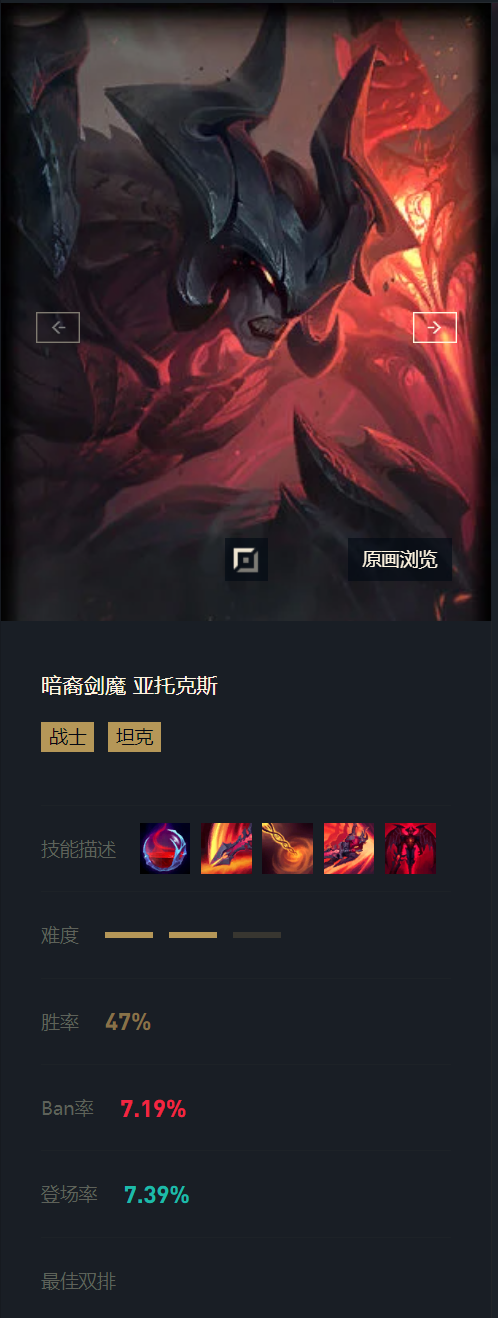 原画浏览
暗裔剑魔 亚托克斯
战士 坦克
技能描述
难度
胜率 47%
Ban率 7.19%
登场率 7.39%
最佳双排